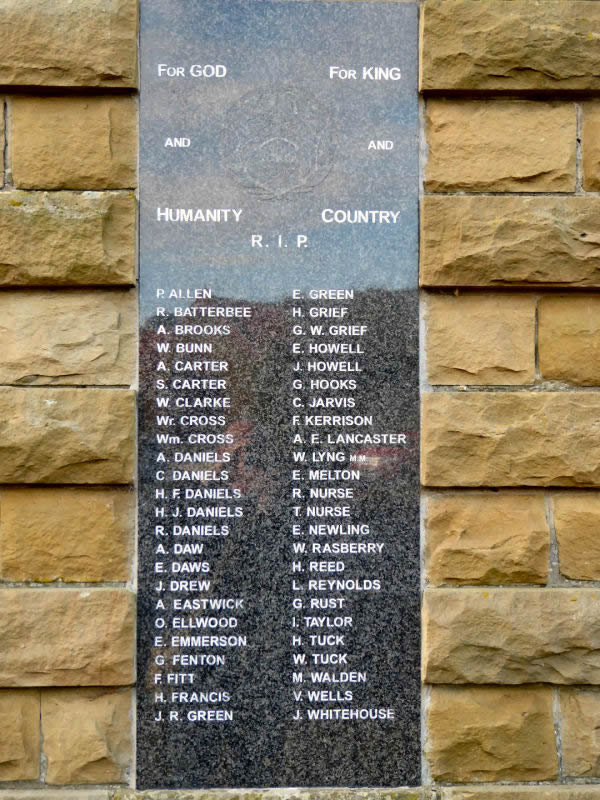 For GOD For KING
AND AND
HUMANITY COUNTRY
R. I. P.
P. ALLEN
R. BATTERBEE
A. BROOKS
W. BUNN
A. CARTER
S. CARTER
W. CLARKE
Wr. CROSS
Wm. CROSS
A. DANIELS
C DANIELS
H. F. DANIELS
H. J. DANIELS
R. DANIELS
A. DAW
E. DAWS
J. DREW
A. EASTWICK
O. ELLWOOD
E. EMMERSON
G. FENTON
F. FITT
H. FRANCIS
J. R. GREEN
E. GREEN
H. GRIEF
G. W. GRIEF
E. HOWELL
J. HOWELL
G. HOOKS
C. JARVIS
F. KERRISON
A. E. LANCASTER
W. LYNG M.M
E. MELTON
R. NURSE
T. NURSE
E. NEWLING
W. RASBERRY
H. REED
L. REYNOLDS
G. RUST
I. TAYLOR
H. TUCK
W. TUCK
M. WALDEN
V. WELLS
J. WHITEHOUSE